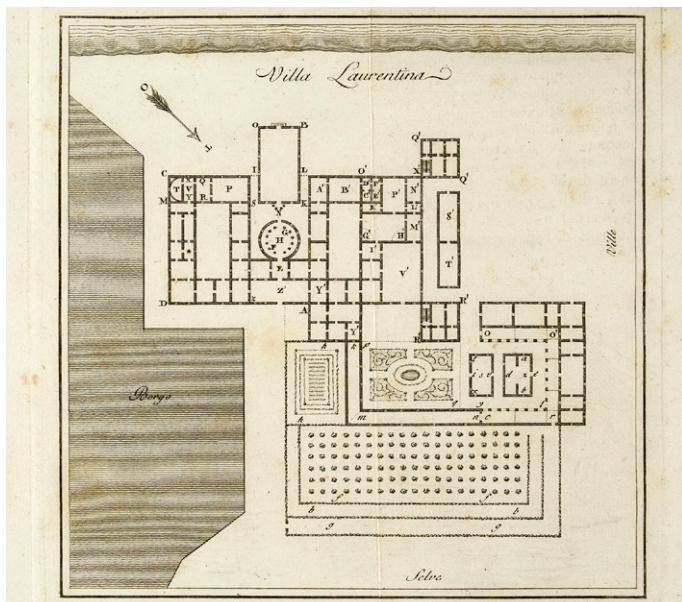 Villa Laurentina
O
T
O B
C I L O' X Q' Q'
T X V Y Q R P A' B' D' C' F' E' P' N'
M S K E L' S'
N G' H M'
G H I'
F
E V' T'
Z' Y'
D A R'
Y' R
h k O O'
Ville
Borgo
h m n c r
f f
b b
g g
Selve